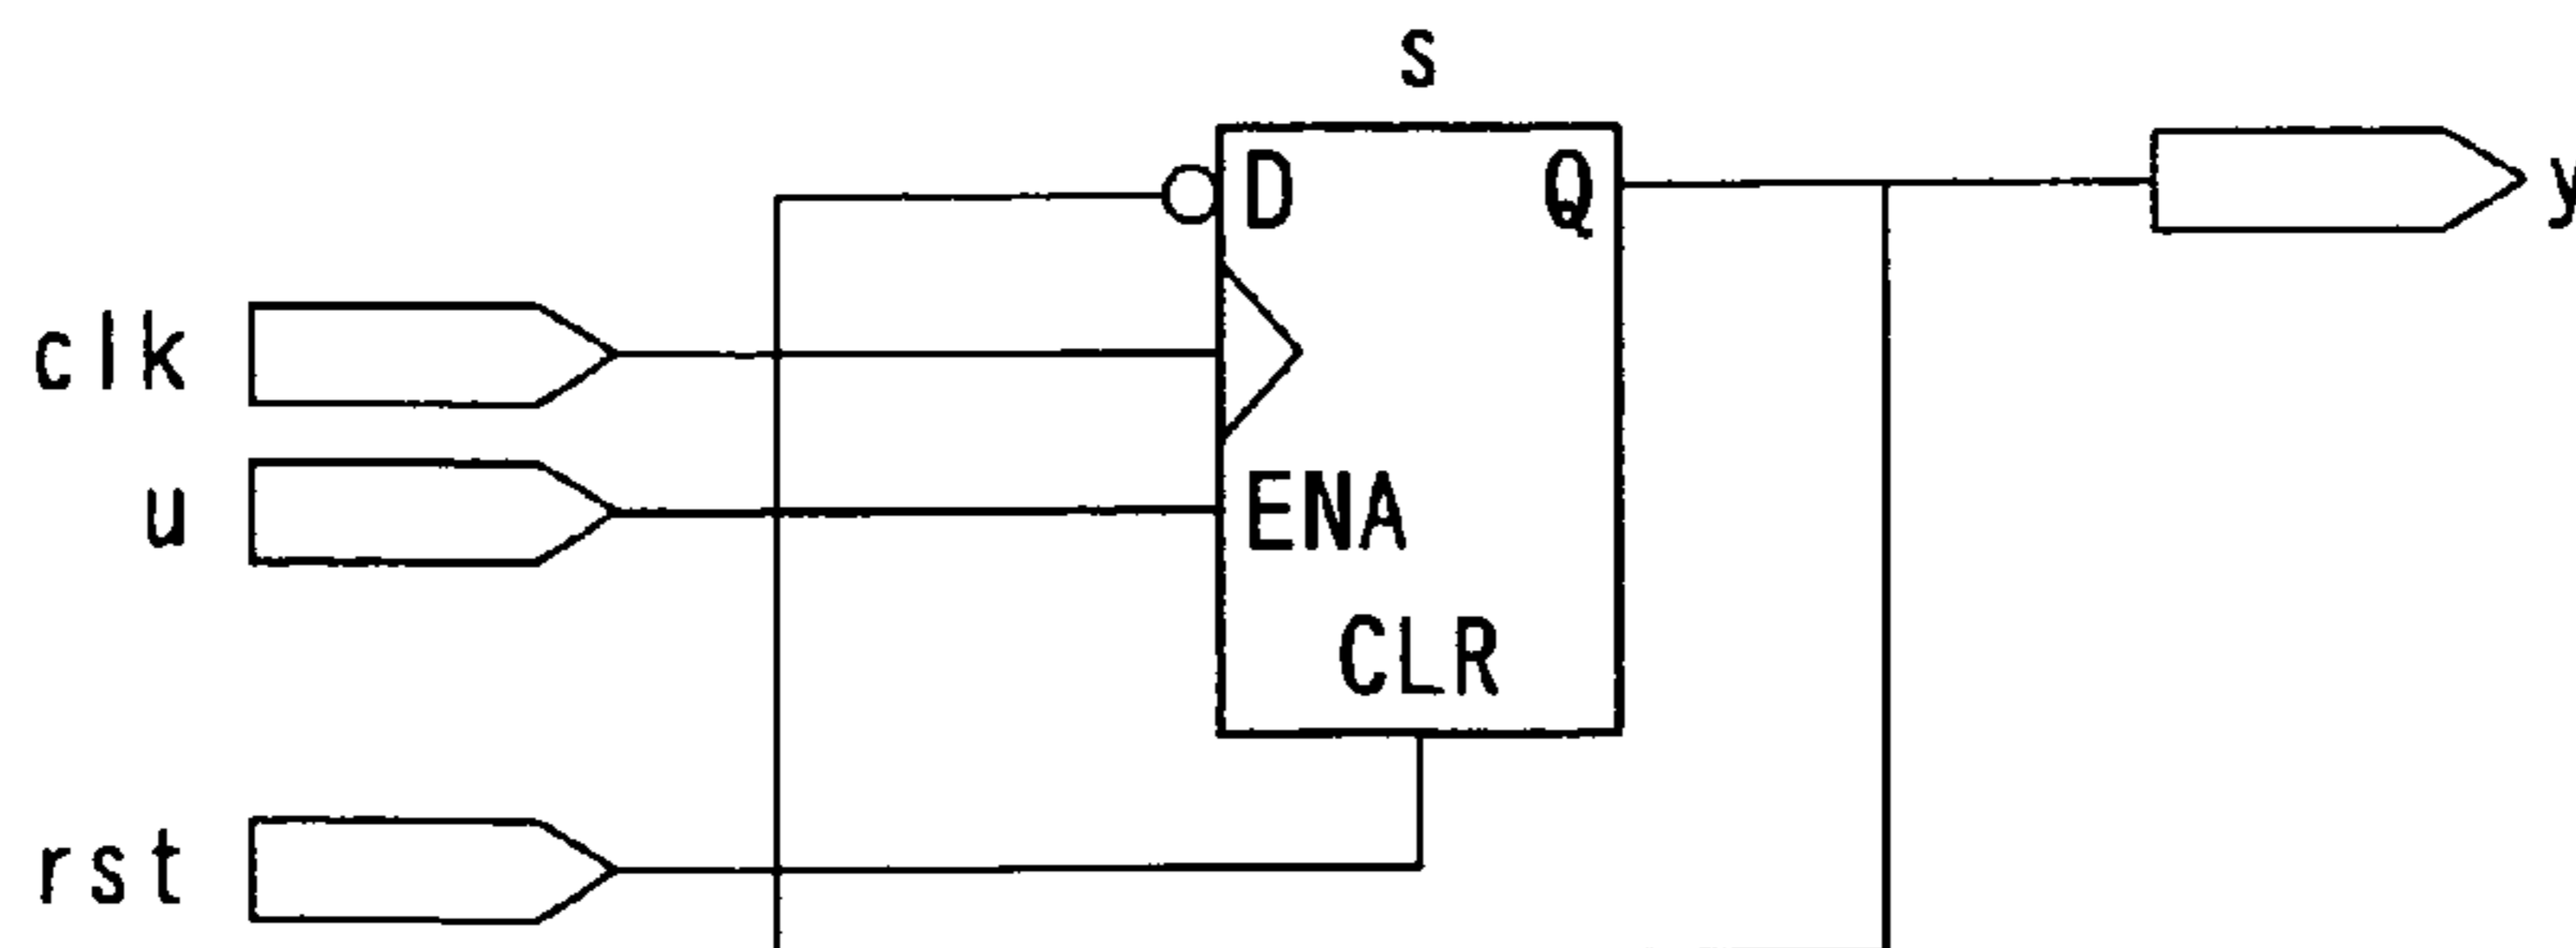 s
D Q y
clk
u ENA
CLR
rst